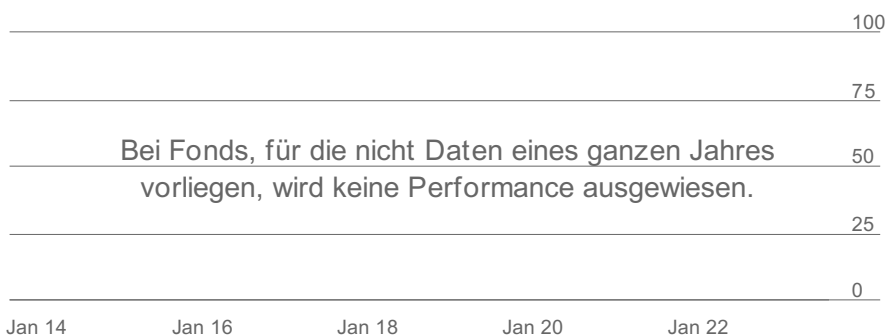 100
75
Bei Fonds, für die nicht Daten eines ganzen Jahres
50
vorliegen, wird keine Performance ausgewiesen.
25
0
Jan 14 Jan 16 Jan 18 Jan 20 Jan 22